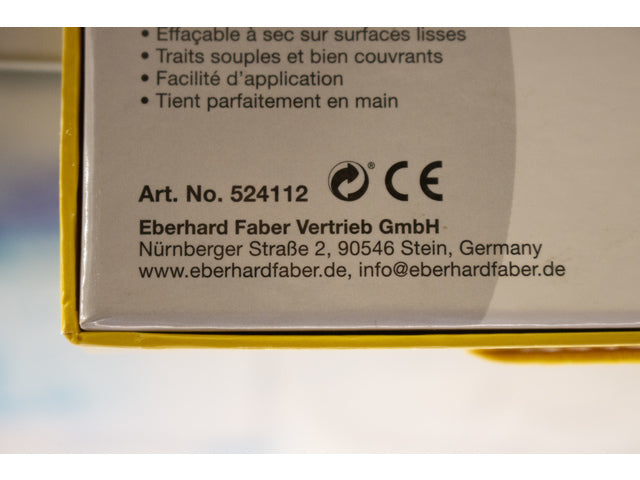 • Effaçable à sec sur surfaces lisses
• Traits souples et bien couvrants
• Facilité d'application
• Tient parfaitement en main
Art. No. 524112 ® CE
Eberhard Faber Vertrieb GmbH
Nürnberger Straße 2, 90546 Stein, Germany
www.eberhardfaber.de, info@eberhardfaber.de